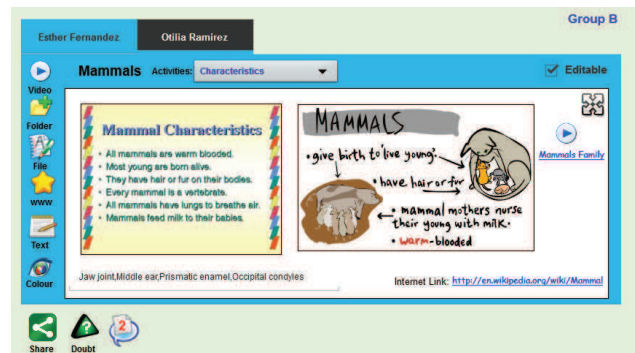 Group B
Esther Fernandez
Otilia Ramirez
Mammals Activities: Characteristics
Editable
Video
Folder
File
www
Text
Colour
Mammal Characteristics
• All mammals are warm blooded.
• Most young are born alive.
• They have hair or fur on their bodies.
• Every mammal is a vertebrate.
• All mammals have lungs to breathe air.
• Mammals feed milk to their babies.
MAMMALS
• give birth to 'live young'
• have hair or fur
• mammal mothers nurse
their young with milk.
• warm-blooded
Mammals Family
Jaw joint,Middle ear,Prismatic enamel,Occipital condyles
Internet Link: http://en.wikipedia.org/wiki/Mammal
Share
?
Doubt
2